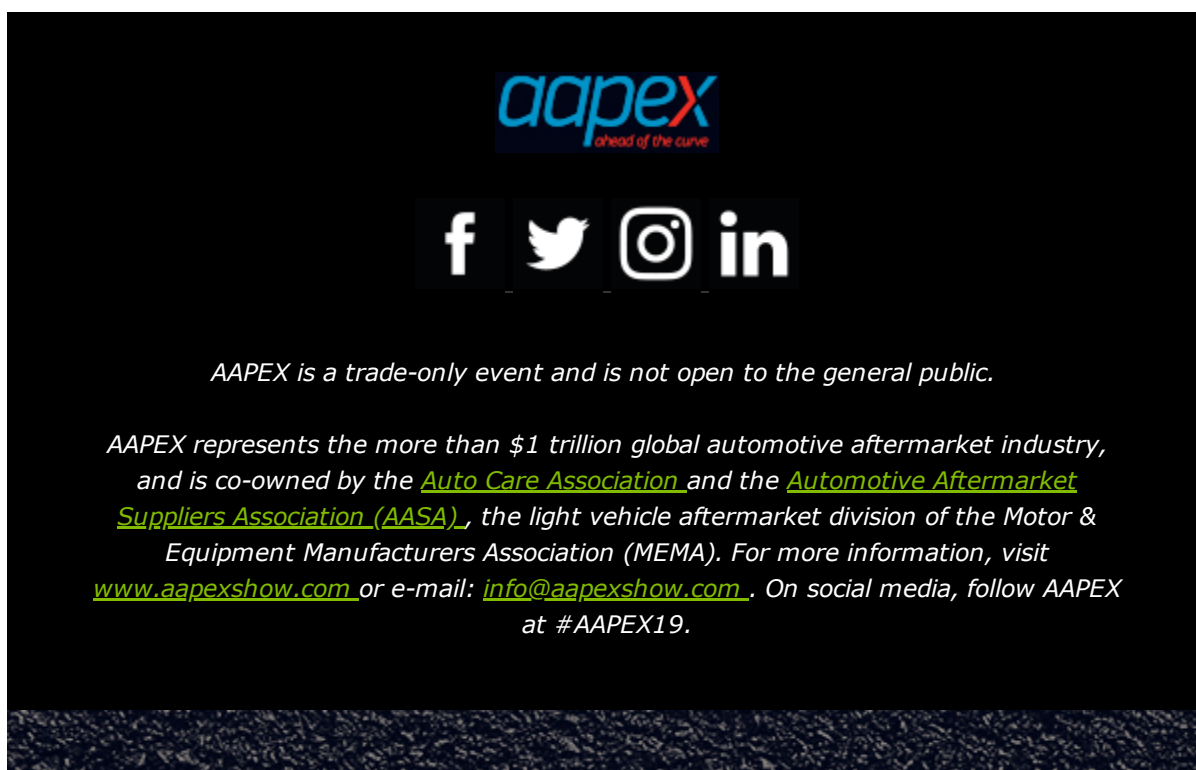 aapex
ahead of the curve
f in
AAPEX is a trade-only event and is not open to the general public.
AAPEX represents the more than $1 trillion global automotive aftermarket industry,
and is co-owned by the Auto Care Association and the Automotive Aftermarket
Suppliers Association (AASA) , the light vehicle aftermarket division of the Motor &
Equipment Manufacturers Association (MEMA). For more information, visit
www.aapexshow.com or e-mail: info@aapexshow.com . On social media, follow AAPEX
at #AAPEX19.